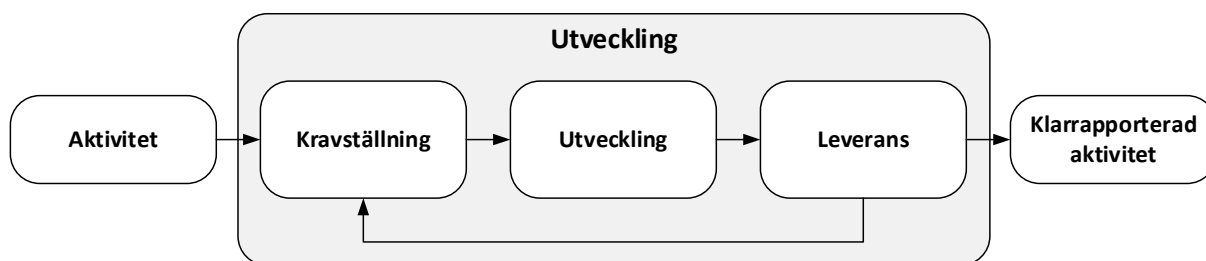 Utveckling
Aktivitet
Kravställning
Utveckling
Leverans
Klarrapporterad
aktivitet